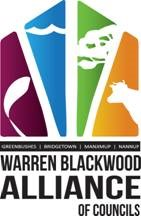 GREENBUSHES | BRIDGETOWN | MANJIMUP | NANNUP
WARREN BLACKWOOD
ALLIANCE
OF COUNCILS